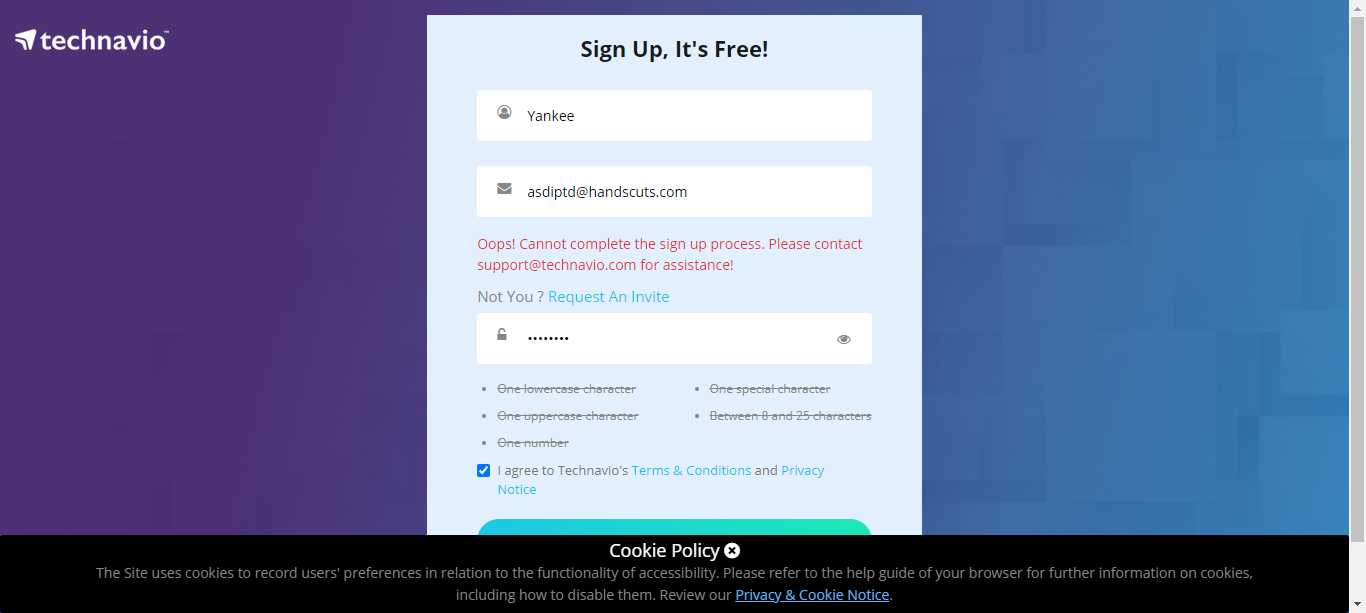 technavio™
Sign Up, It's Free!
Yankee
asdiptd@handscuts.com
Oops! Cannot complete the sign up process. Please contact
support@technavio.com for assistance!
Not You ? Request An Invite
••••••••
One lowercase character
One special character
One uppercase character
Between 8 and 25 characters
One number
I agree to Technavio's Terms & Conditions and Privacy
Notice
Cookie Policy
The Site uses cookies to record users' preferences in relation to the functionality of accessibility. Please refer to the help guide of your browser for further information on cookies,
including how to disable them. Review our Privacy & Cookie Notice.